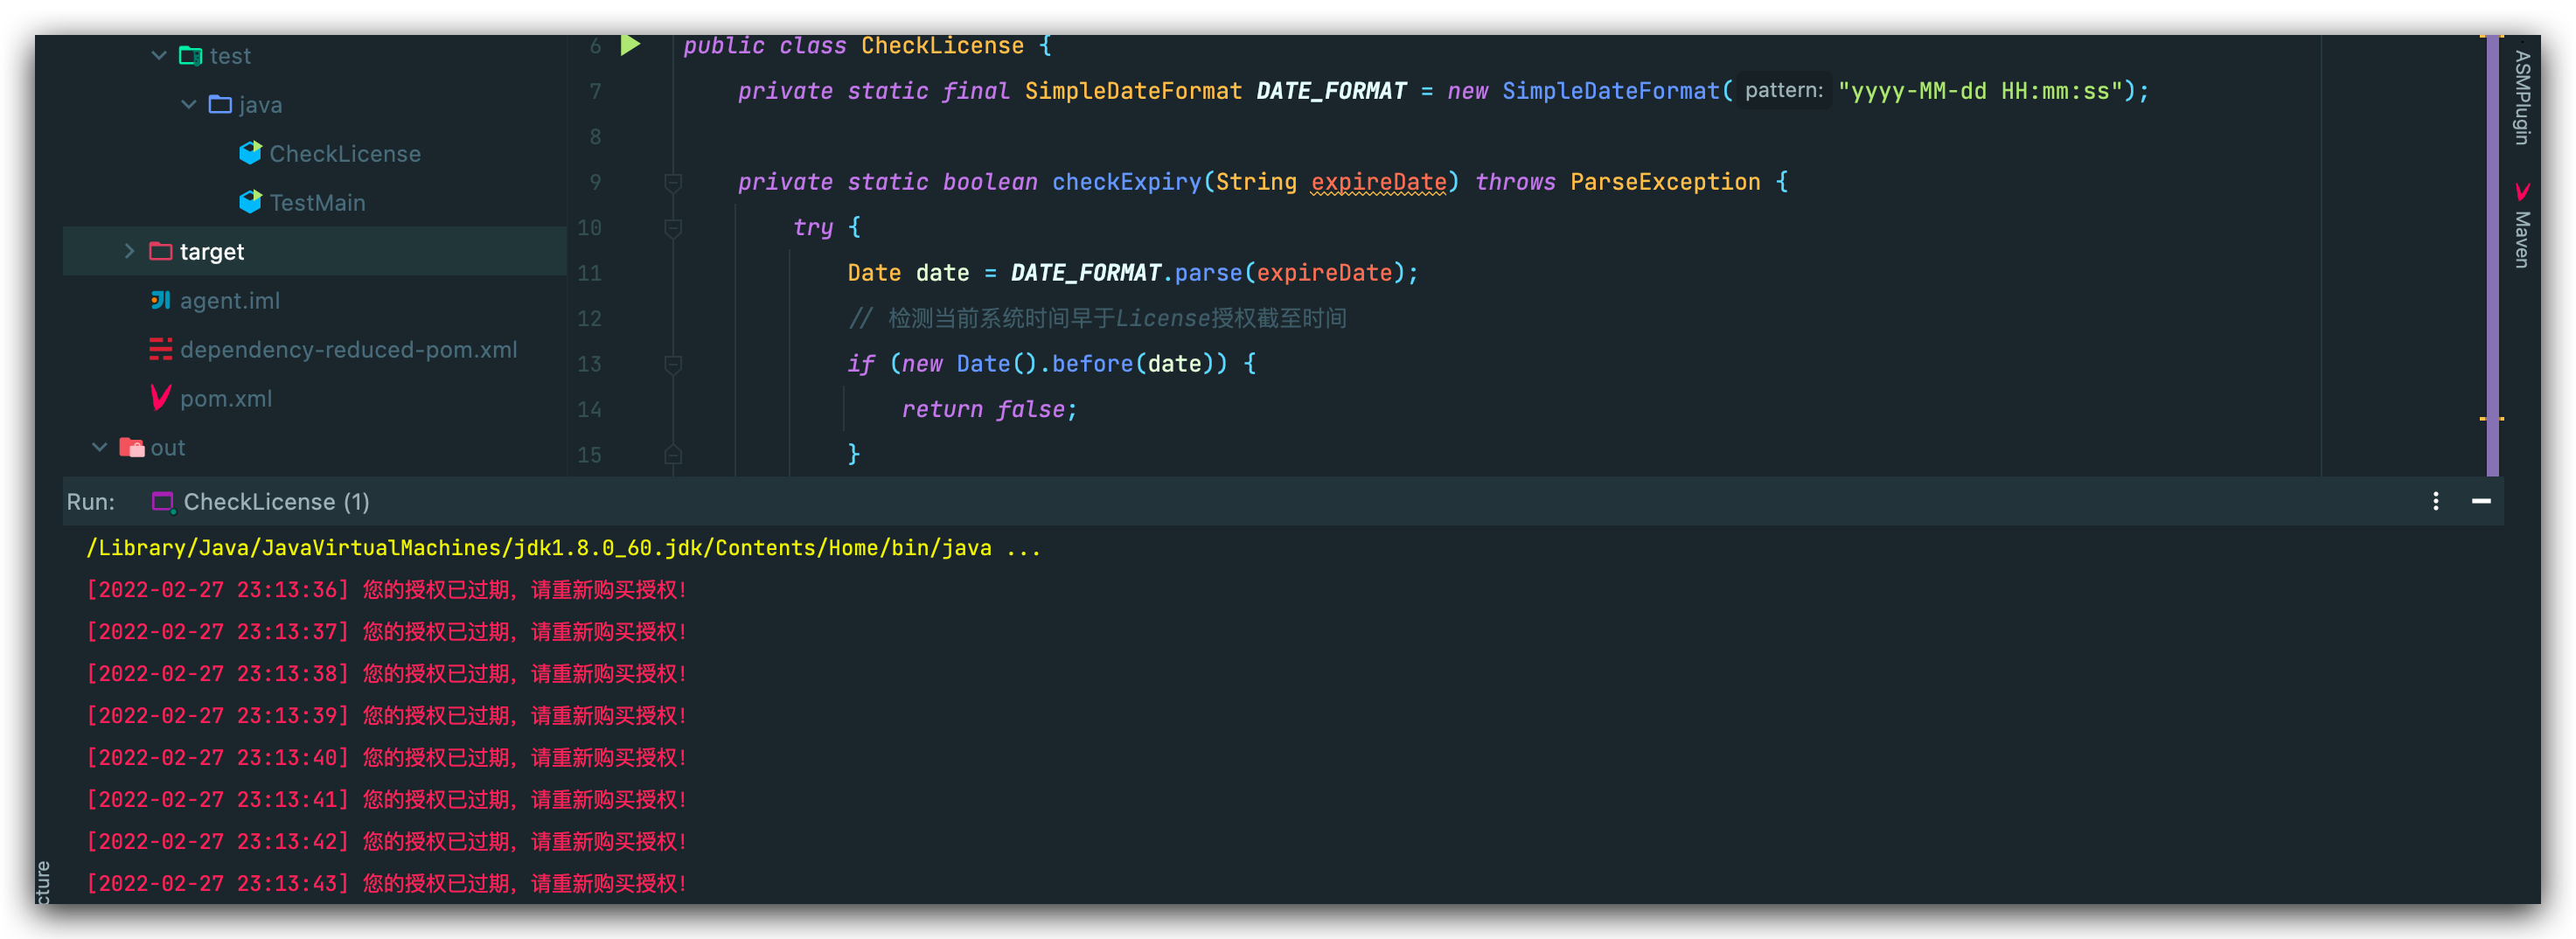 test
java
CheckLicense
TestMain
target
agent.iml
dependency-reduced-pom.xml
pom.xml
out
6 public class CheckLicense {
7 private static final SimpleDateFormat DATE_FORMAT = new SimpleDateFormat( pattern: "yyyy-MM-dd HH:mm:ss");
8
9 private static boolean checkExpiry(String expireDate) throws ParseException {
10 try {
11 Date date = DATE_FORMAT.parse(expireDate);
12 // 检测当前系统时间早于License授权截至时间
13 if (new Date().before(date)) {
14 return false;
15 }
ASMPlugin
Maven
Run: CheckLicense (1)
/Library/Java/JavaVirtualMachines/jdk1.8.0_60.jdk/Contents/Home/bin/java ...
[2022-02-27 23:13:36] 您的授权已过期，请重新购买授权！
[2022-02-27 23:13:37] 您的授权已过期，请重新购买授权！
[2022-02-27 23:13:38] 您的授权已过期，请重新购买授权！
[2022-02-27 23:13:39] 您的授权已过期，请重新购买授权！
[2022-02-27 23:13:40] 您的授权已过期，请重新购买授权！
[2022-02-27 23:13:41] 您的授权已过期，请重新购买授权！
[2022-02-27 23:13:42] 您的授权已过期，请重新购买授权！
[2022-02-27 23:13:43] 您的授权已过期，请重新购买授权！
cture